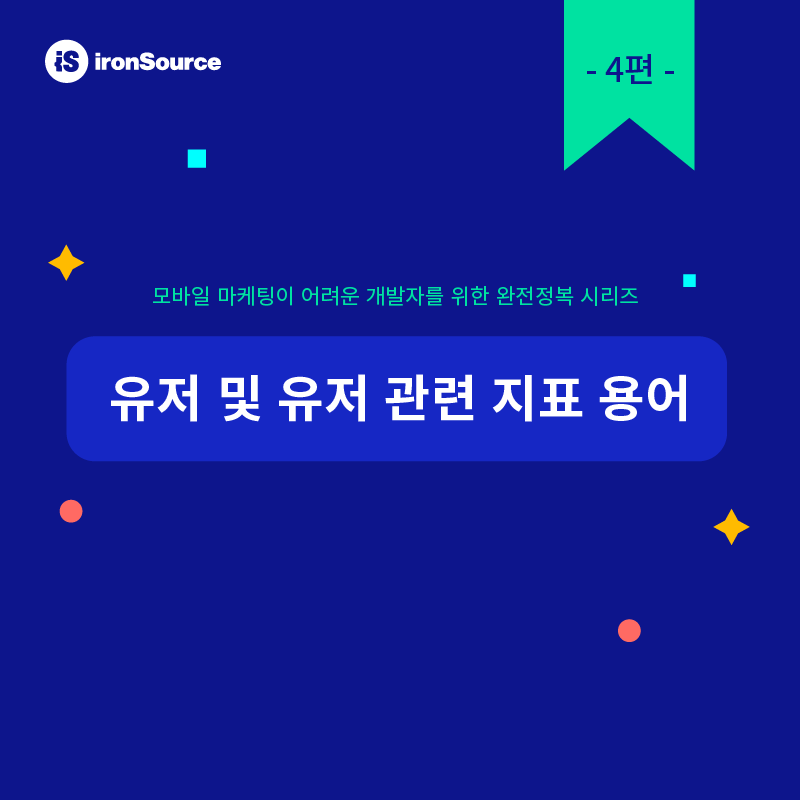 iS ironSource
- 4편 -
모바일 마케팅이 어려운 개발자를 위한 완전정복 시리즈
유저 및 유저 관련 지표 용어